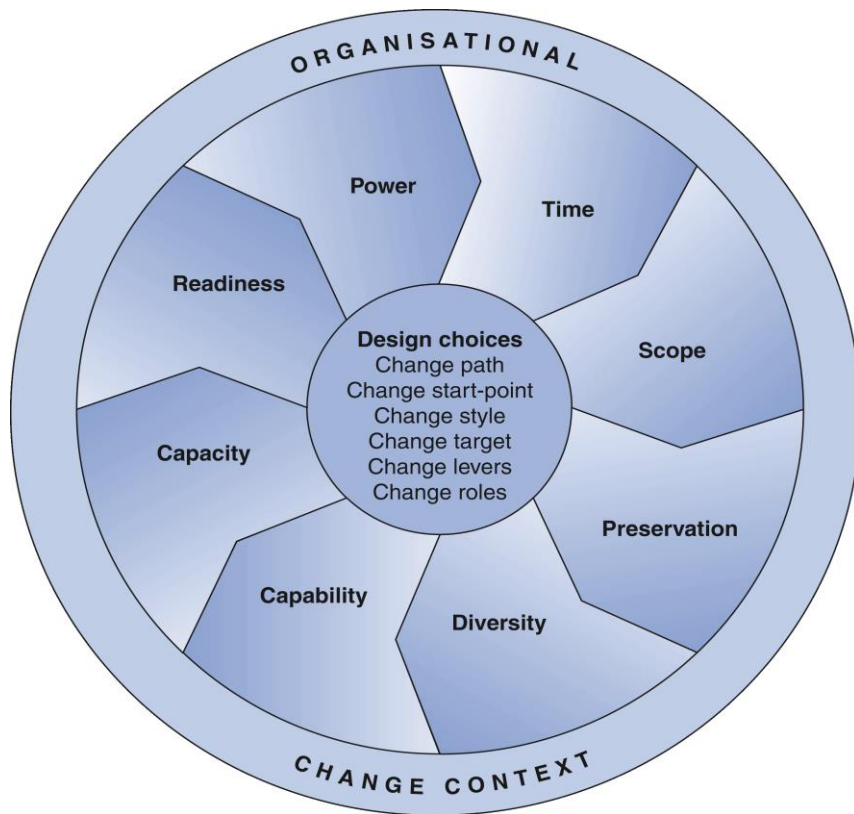 ORGANISATIONAL
Power
Time
Readiness
Scope
Design choices
Change path
Change start-point
Change style
Change target
Change levers
Change roles
Capacity
Preservation
Capability
Diversity
CHANGE CONTEXT